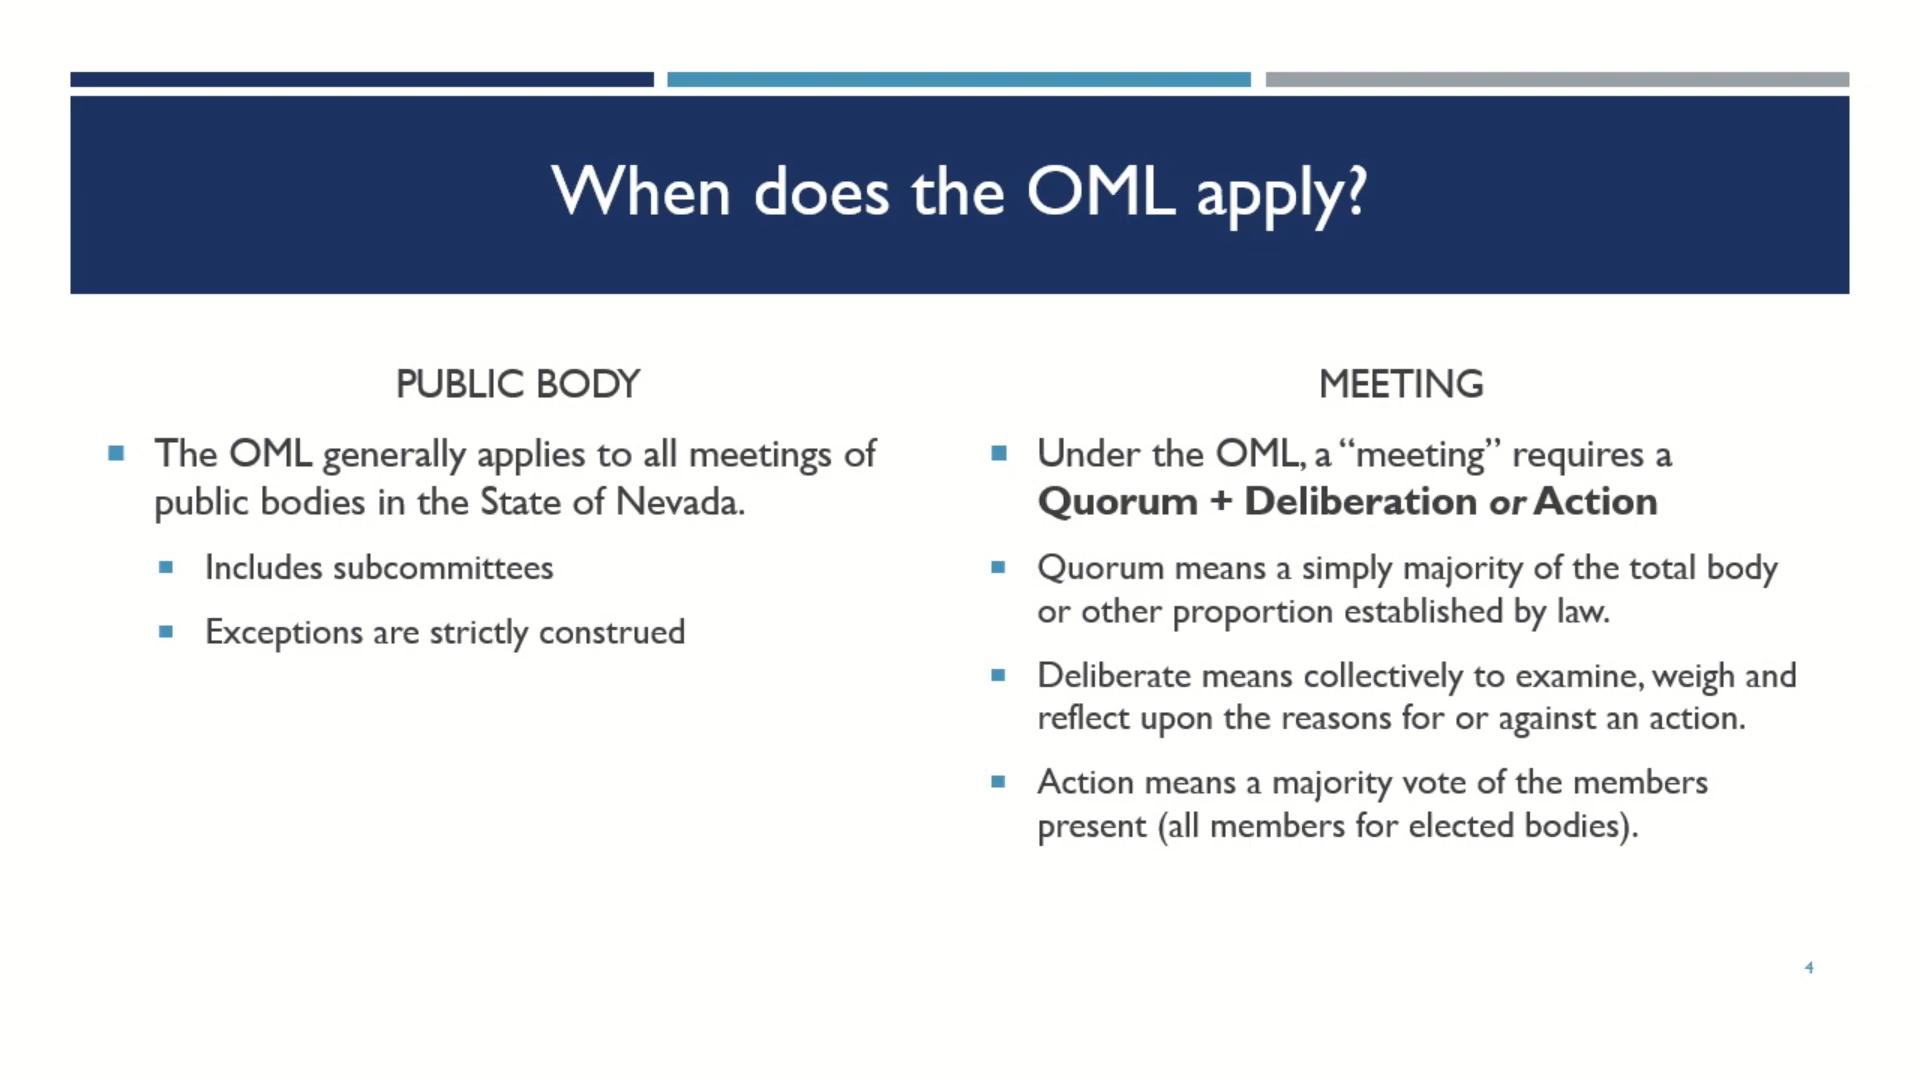 When does the OML apply?
PUBLIC BODY
The OML generally applies to all meetings of
public bodies in the State of Nevada.
Includes subcommittees
Exceptions are strictly construed
MEETING
Under the OML, a “meeting” requires a
Quorum + Deliberation or Action
Quorum means a simply majority of the total body
or other proportion established by law.
Deliberate means collectively to examine, weigh and
reflect upon the reasons for or against an action.
Action means a majority vote of the members
present (all members for elected bodies).
4